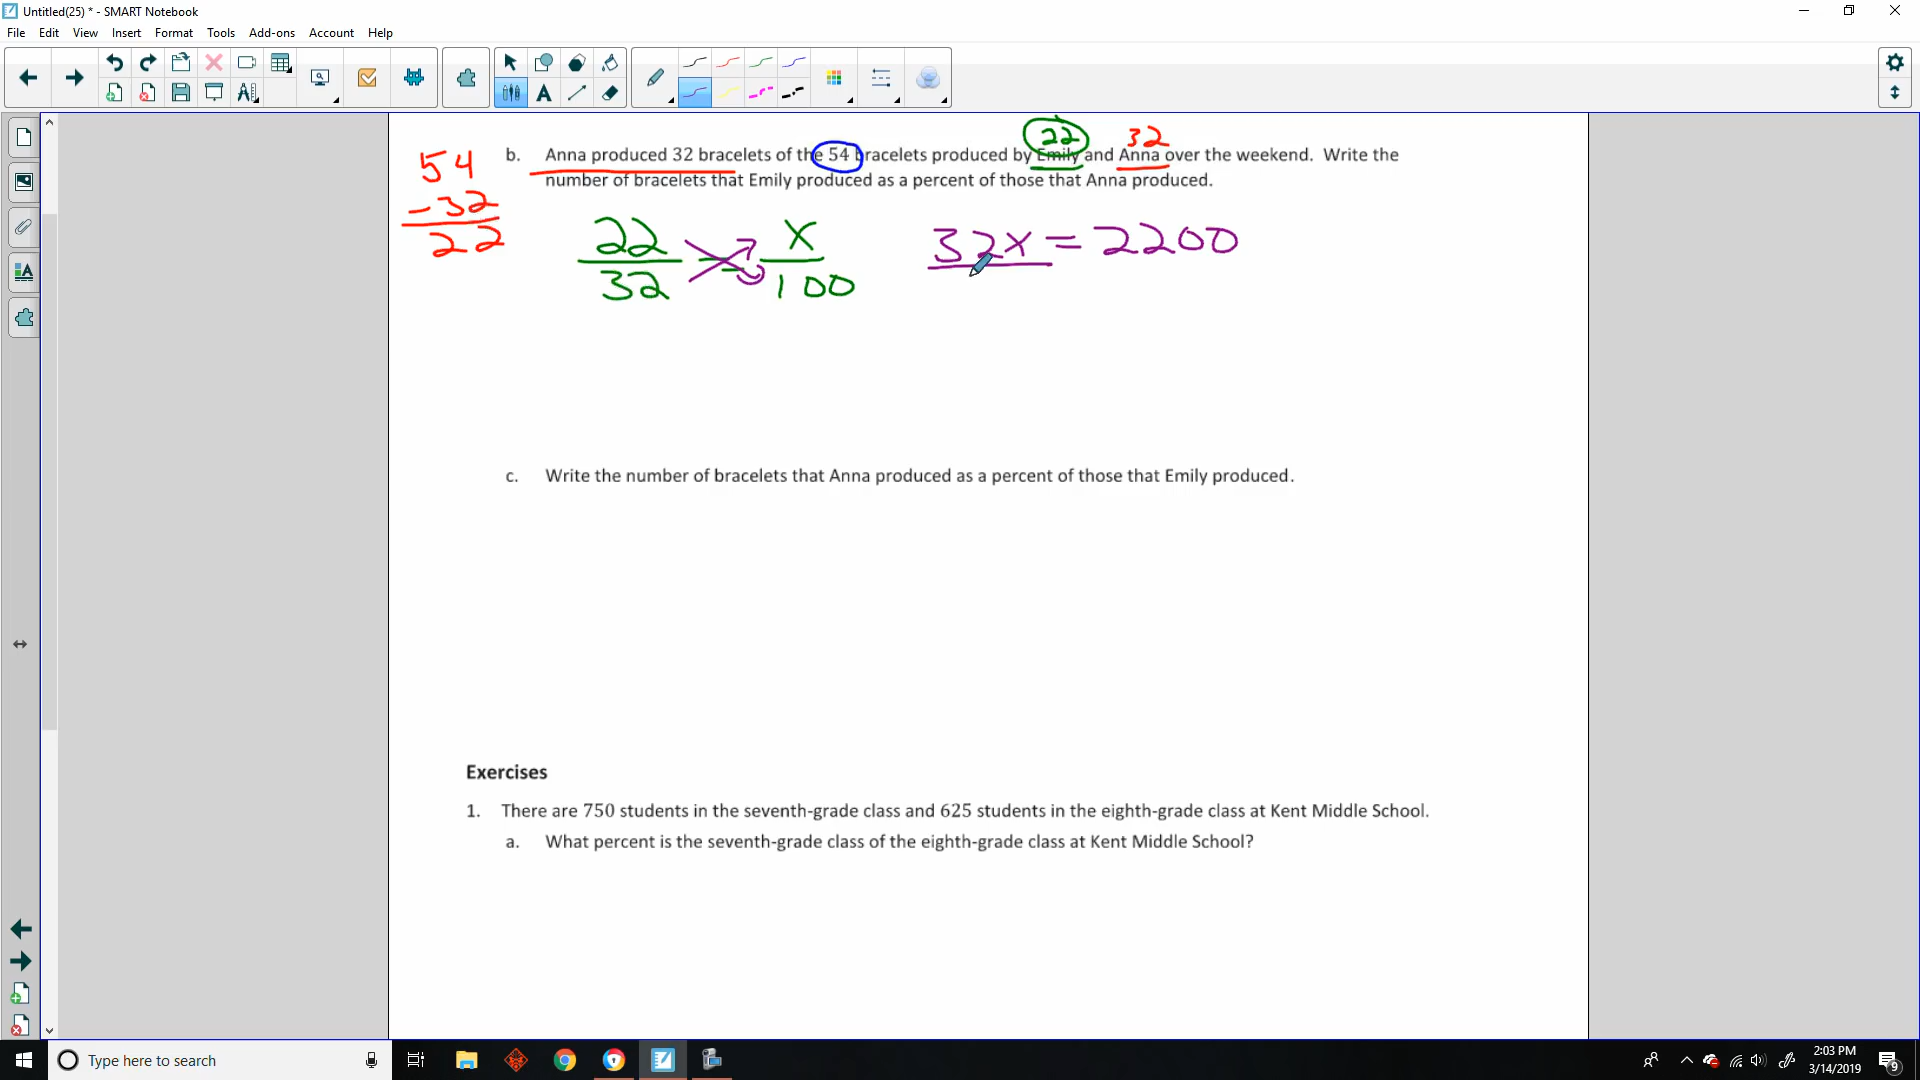 Untitled(25) * - SMART Notebook
File Edit View Insert Format Tools Add-ons Account Help
22 32
b. Anna produced 32 bracelets of the 54 bracelets produced by Emily and Anna over the weekend. Write the
number of bracelets that Emily produced as a percent of those that Anna produced.
54
-32
22
22/32 = x/100
32x = 2200
c. Write the number of bracelets that Anna produced as a percent of those that Emily produced.
Exercises
1. There are 750 students in the seventh-grade class and 625 students in the eighth-grade class at Kent Middle School.
a. What percent is the seventh-grade class of the eighth-grade class at Kent Middle School?
Type here to search
2:03 PM
3/14/2019
9